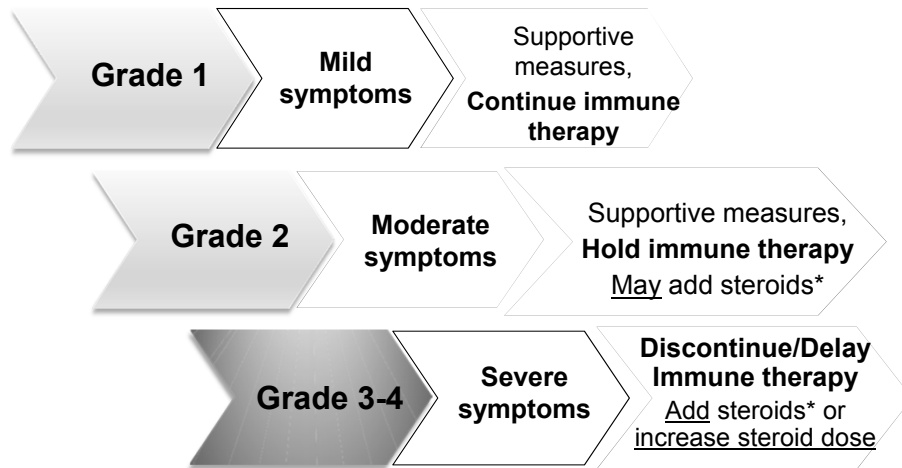 Grade 1
Mild
symptoms
Supportive
measures,
Continue immune
therapy
Grade 2
Moderate
symptoms
Supportive measures,
Hold immune therapy
May add steroids*
Grade 3-4
Severe
symptoms
Discontinue/Delay
Immune therapy
Add steroids* or
increase steroid dose